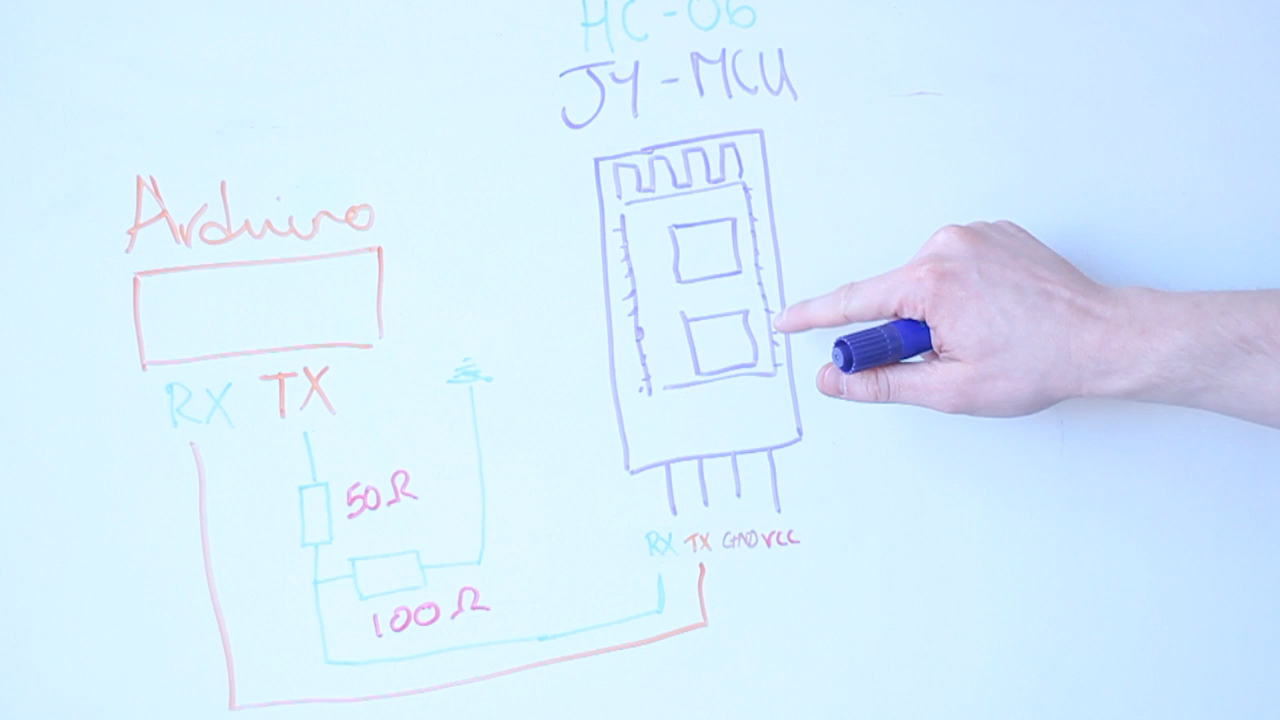 HC-06
JY-MCU
Arduino
RX TX
50Ω
100Ω
RX TX GND VCC